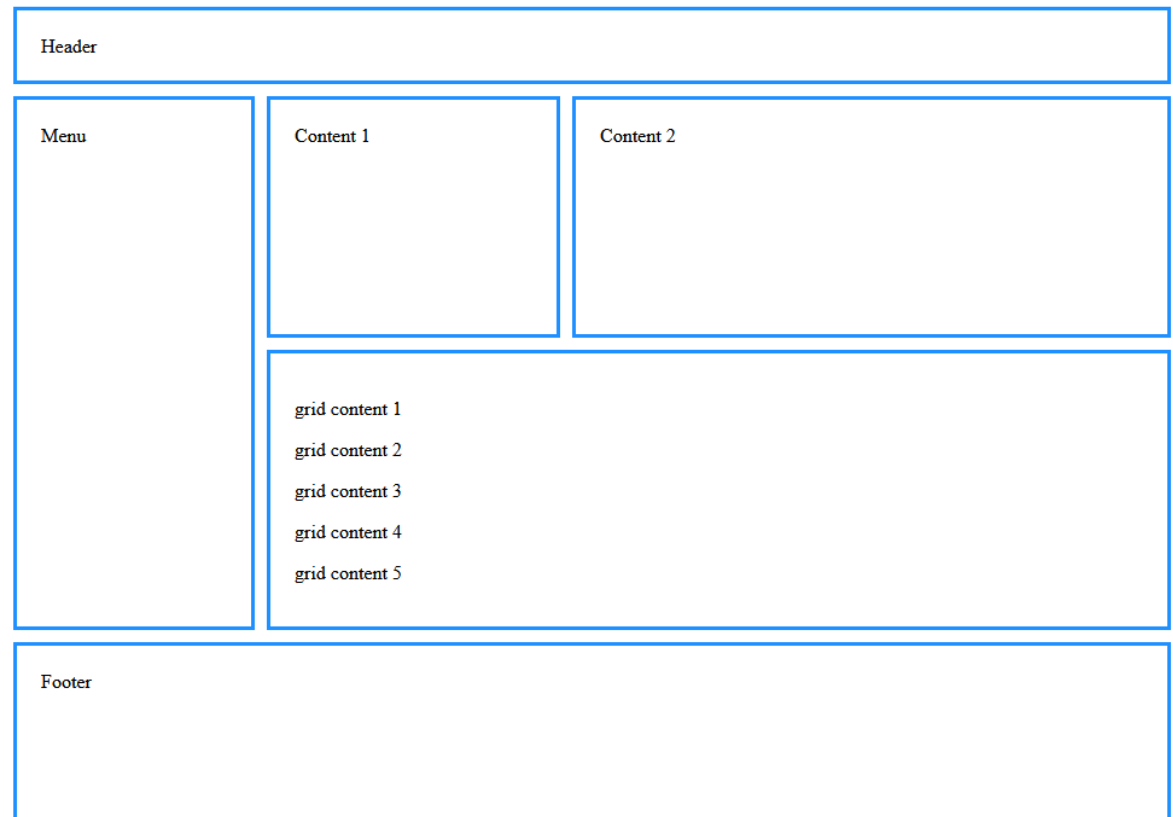 Header
Menu
Content 1
Content 2
grid content 1
grid content 2
grid content 3
grid content 4
grid content 5
Footer